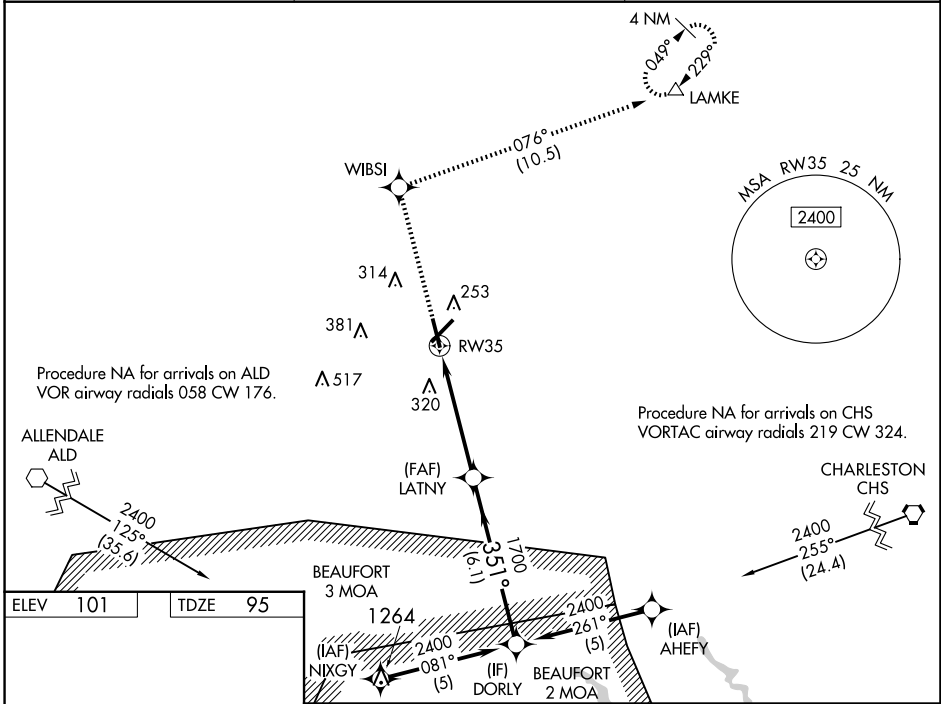 4 NM
049°
229°
LAMKE
076°
(10.5)
WIBSI
MSA RW35 25 NM
2400
314
253
381
RW35
517
320
Procedure NA for arrivals on ALD
VOR airway radials 058 CW 176.
Procedure NA for arrivals on CHS
VORTAC airway radials 219 CW 324.
ALLENDALE
ALD
CHARLESTON
CHS
(FAF)
LATNY
2400
125°
(35.6)
2400
255°
(24.4)
1700
351°
(6.1)
BEAUFORT
3 MOA
ELEV 101
TDZE 95
1264
2400
261°
(5)
(IAF)
AHEFY
(IAF)
NIXGY
2400
081°
(5)
(IF)
DORLY
BEAUFORT
2 MOA